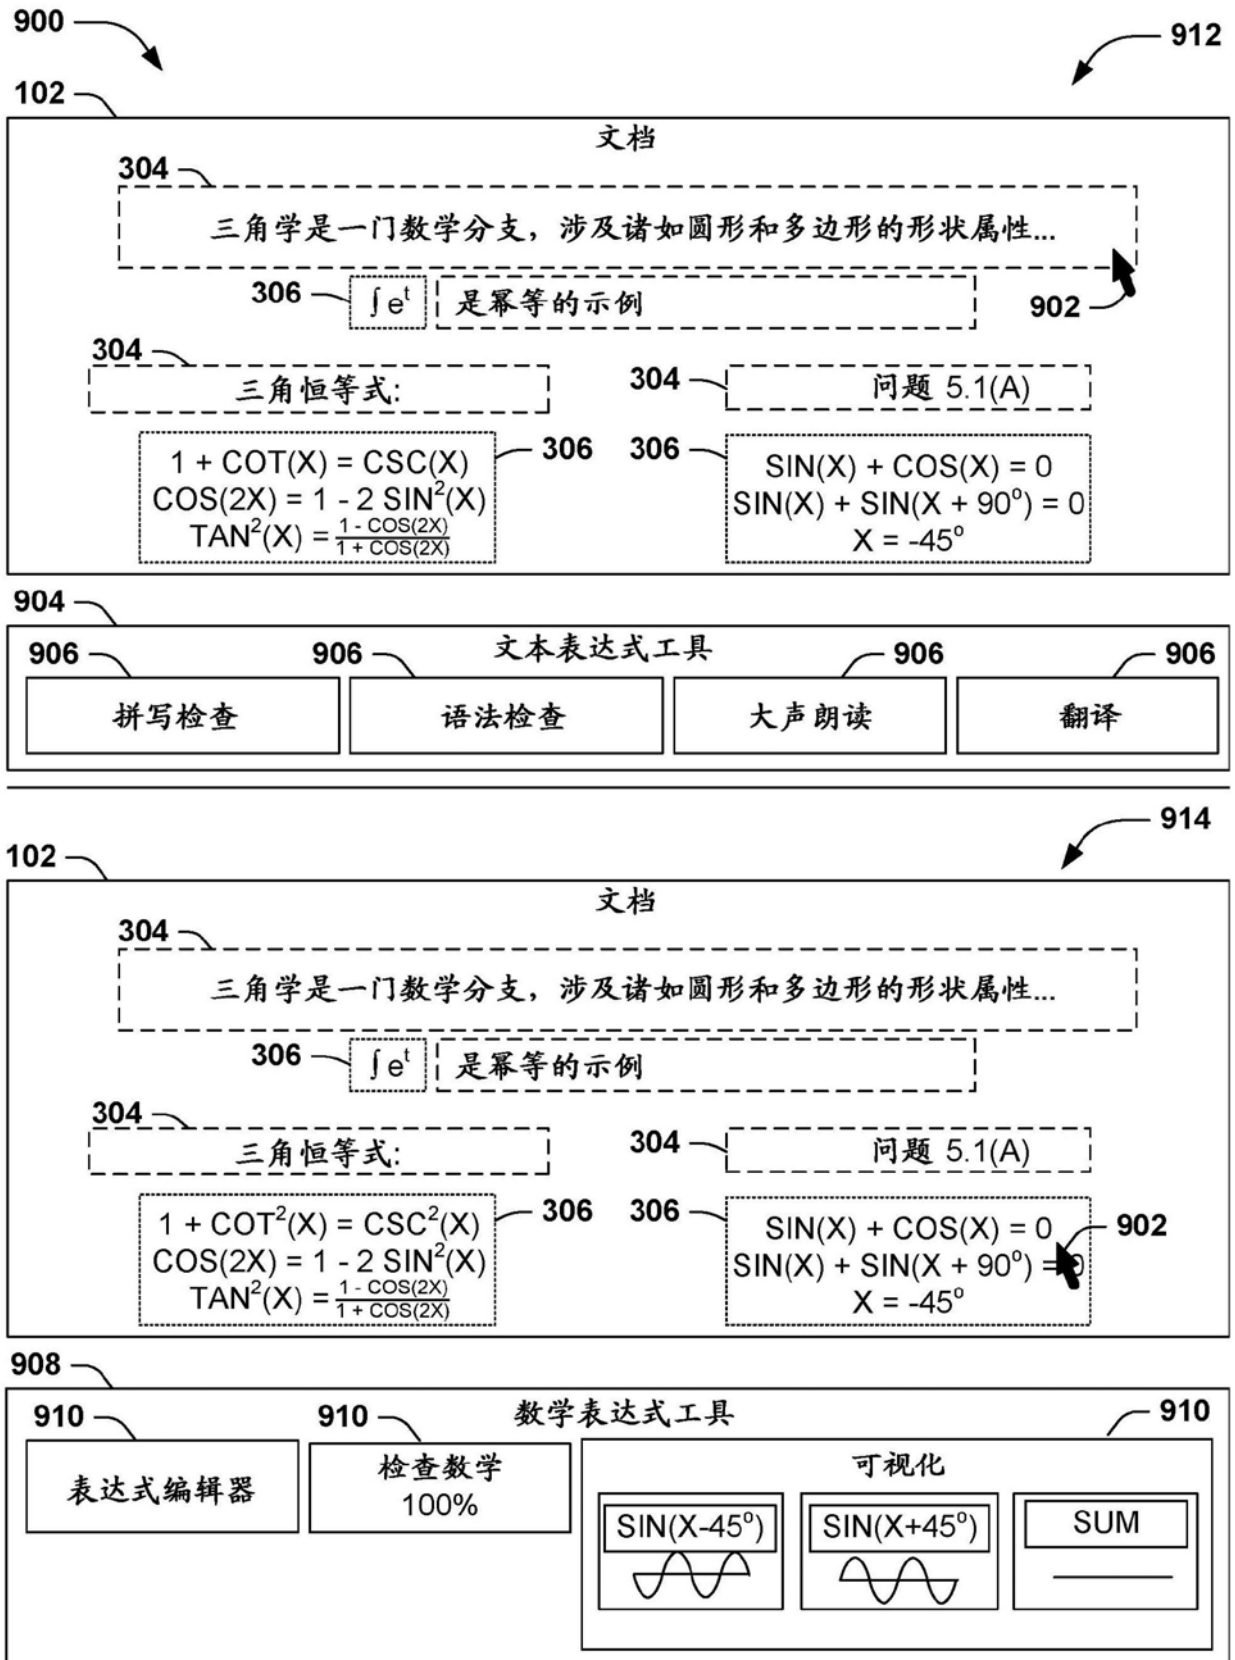 900
912
102
文档
304
三角学是一门数学分支，涉及诸如圆形和多边形的形状属性...
306
∫e^t
是幂等的示例
902
304
三角恒等式:
304
问题 5.1(A)
1 + COT(X) = CSC(X)
COS(2X) = 1 - 2 SIN²(X)
TAN²(X) = (1 - COS(2X))/(1 + COS(2X))
306
306
SIN(X) + COS(X) = 0
SIN(X) + SIN(X + 90°) = 0
X = -45°
904
文本表达式工具
906
906
906
906
拼写检查
语法检查
大声朗读
翻译
914
102
文档
304
三角学是一门数学分支，涉及诸如圆形和多边形的形状属性...
306
∫e^t
是幂等的示例
304
三角恒等式:
304
问题 5.1(A)
1 + COT²(X) = CSC²(X)
COS(2X) = 1 - 2 SIN²(X)
TAN²(X) = (1 - COS(2X))/(1 + COS(2X))
306
306
SIN(X) + COS(X) = 0
SIN(X) + SIN(X + 90°) = 0
X = -45°
902
908
数学表达式工具
910
910
910
表达式编辑器
检查数学
100%
可视化
SIN(X-45°)
SIN(X+45°)
SUM